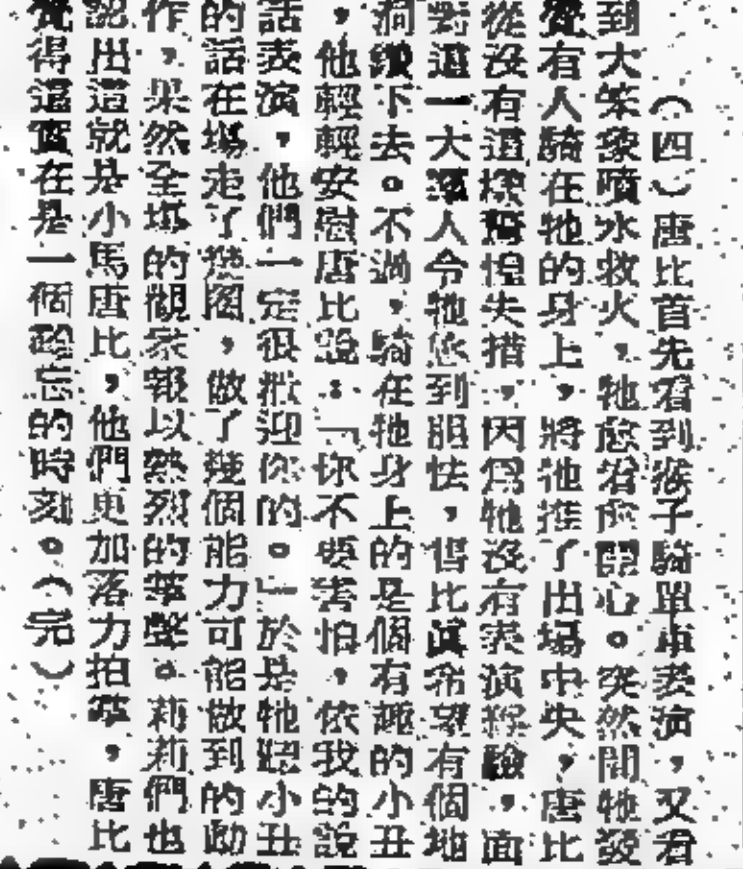 （四）唐比首先看到猴子騎單車表演，又看
到大笨象噴水救火，牠愈看愈開心。突然間牠發
覺有人騎在牠的身上，將牠推了出場中央，唐比
從沒有這樣驚惶失措，因為牠沒有表演經驗，面
對這一大羣人令牠感到胆怯，唐比真希望有個地
洞鑽下去。不過，騎在牠身上的是個有趣的小丑
，他輕輕安慰唐比說：「你不要害怕，依我的說
話表演，他們一定很歡迎你的。」於是牠聽小丑
的話在場走了幾圈，做了幾個能力可能做到的動
作，果然全場的觀眾報以熱烈的掌聲。莉莉們也
認出這就是小馬唐比，他們更加落力拍掌，唐比
覺得這實在是一個難忘的時刻。（完）